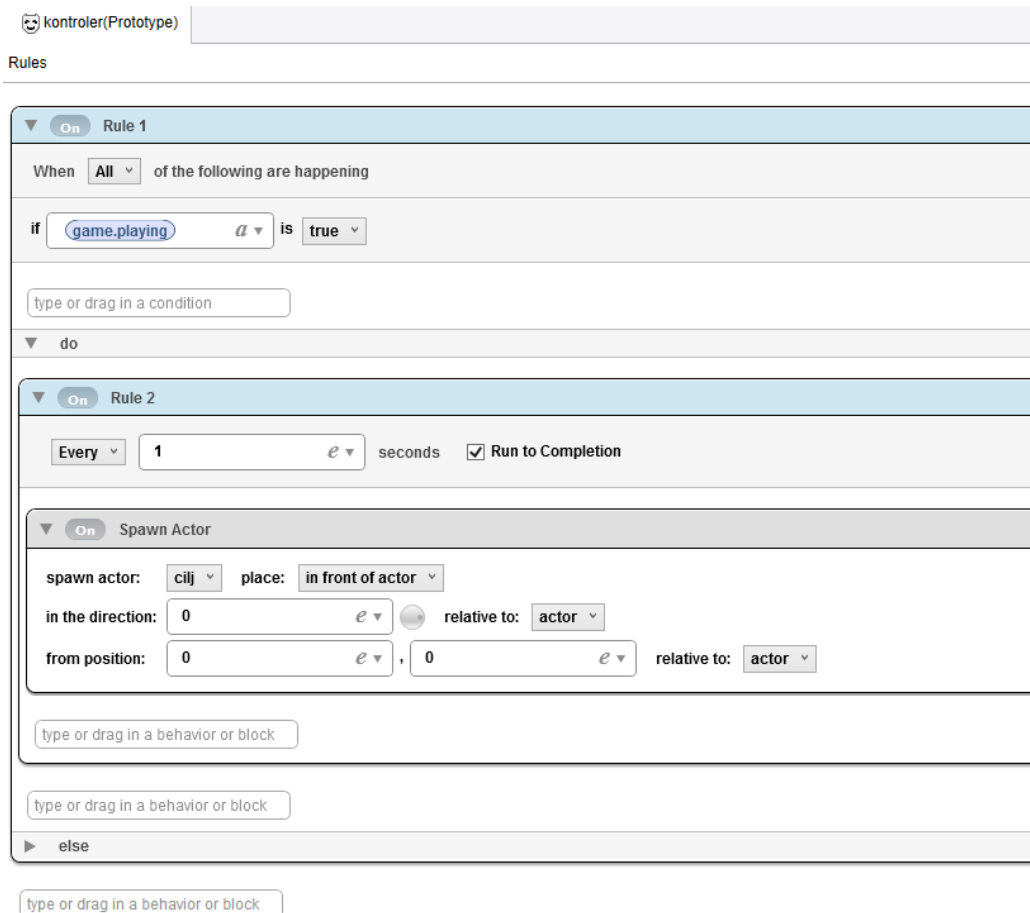 kontroler(Prototype)
Rules
On Rule 1
When All of the following are happening
if game.playing a is true
type or drag in a condition
do
On Rule 2
Every 1 e seconds Run to Completion
On Spawn Actor
spawn actor: cilj place: in front of actor
in the direction: 0 e relative to: actor
from position: 0 e , 0 e relative to: actor
type or drag in a behavior or block
type or drag in a behavior or block
else
type or drag in a behavior or block